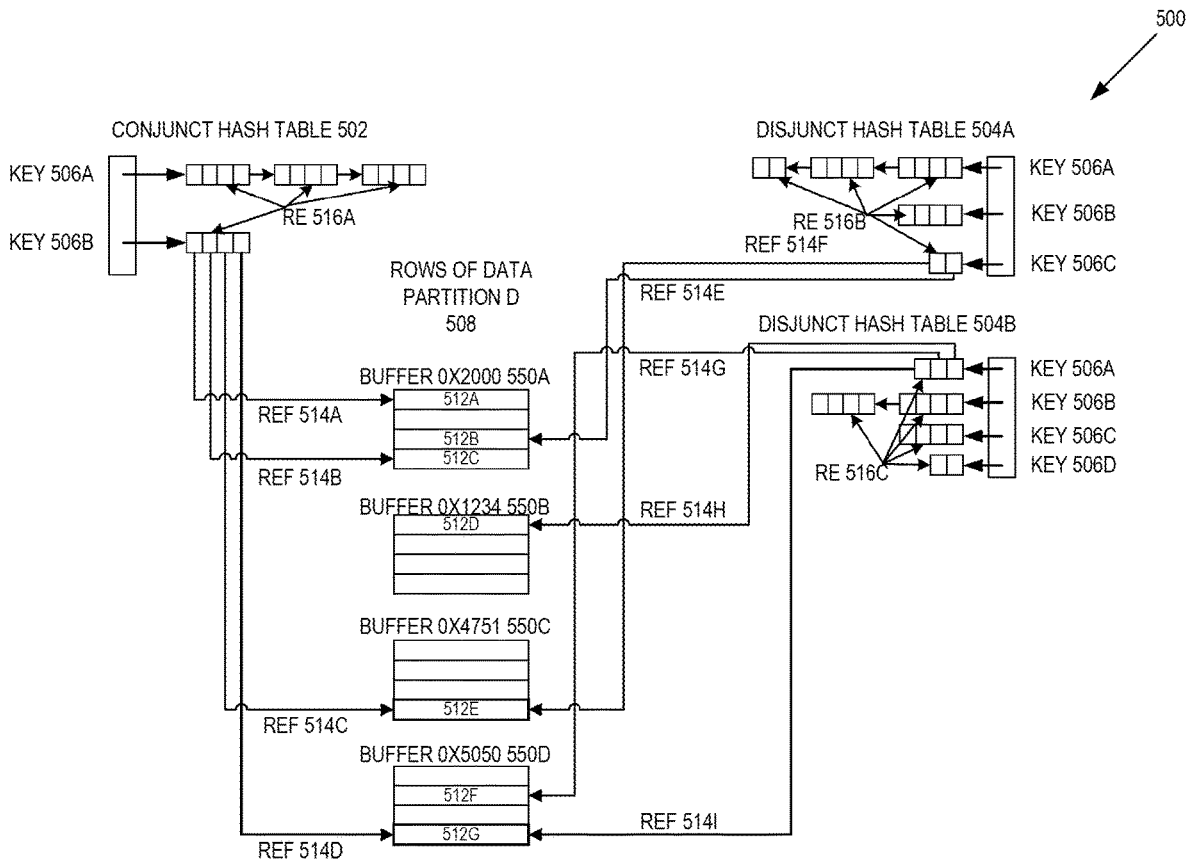 500
CONJUNCT HASH TABLE 502
KEY 506A
RE 516A
KEY 506B
DISJUNCT HASH TABLE 504A
KEY 506A
RE 516B
KEY 506B
REF 514F
KEY 506C
REF 514E
ROWS OF DATA
PARTITION D
508
DISJUNCT HASH TABLE 504B
REF 514G
KEY 506A
KEY 506B
KEY 506C
RE 516C
KEY 506D
BUFFER 0X2000 550A
512A
REF 514A
512B
512C
REF 514B
BUFFER 0X1234 550B
512D
REF 514H
BUFFER 0X4751 550C
512E
REF 514C
BUFFER 0X5050 550D
512F
512G
REF 514I
REF 514D